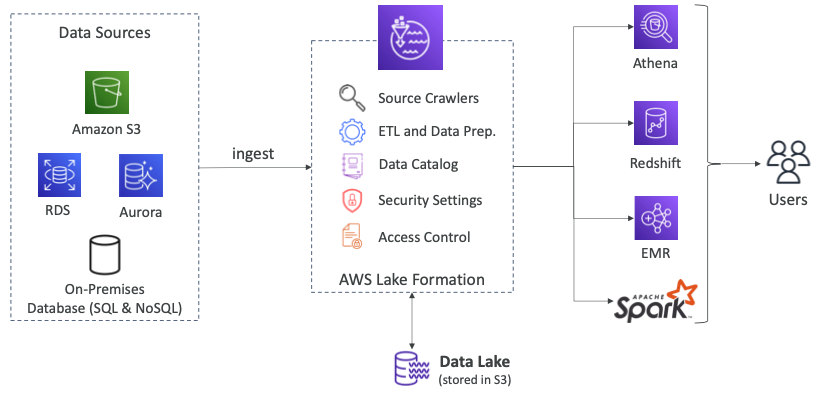 Data Sources
Amazon S3
RDS
Aurora
On-Premises
Database (SQL & NoSQL)
ingest
Source Crawlers
ETL and Data Prep.
Data Catalog
Security Settings
Access Control
AWS Lake Formation
Data Lake
(stored in S3)
Athena
Redshift
EMR
APACHE
Spark
Users